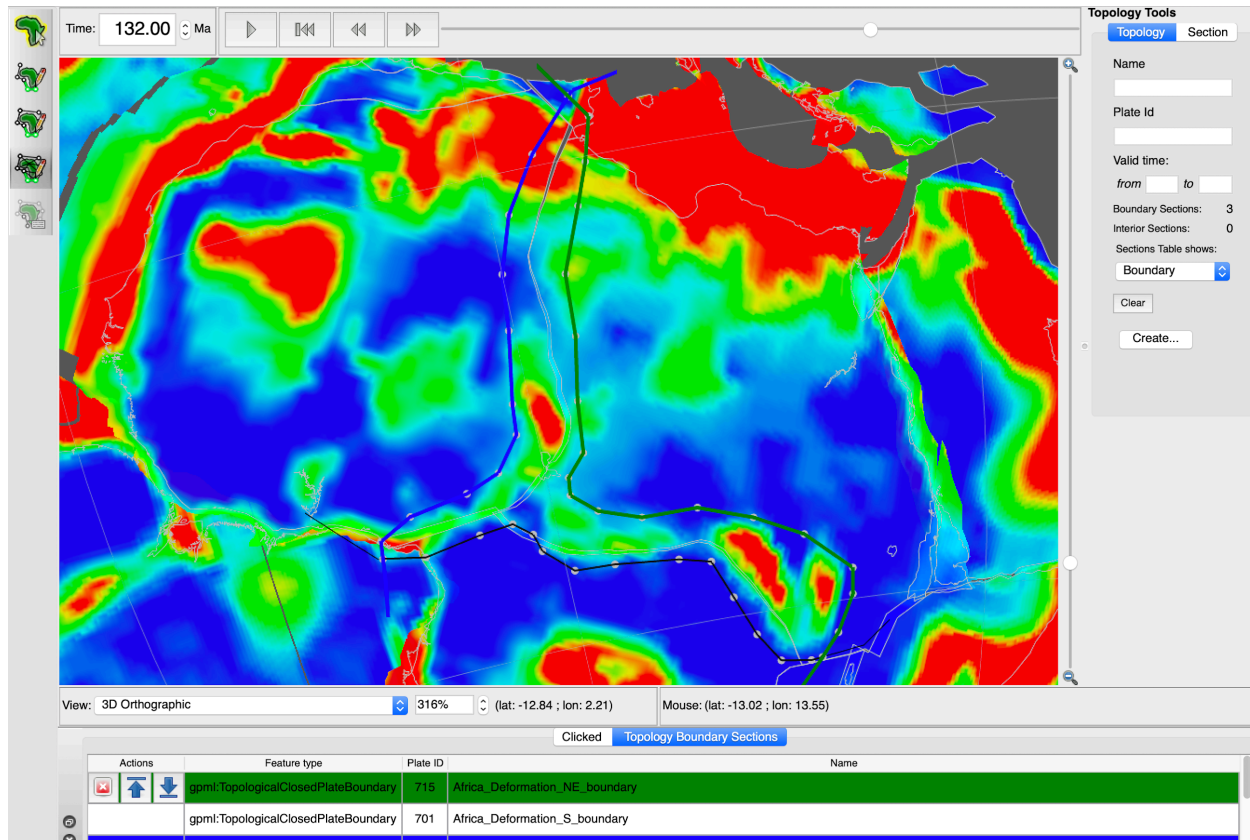 Topology Tools
Time: 132.00 Ma
Topology Section
Name
Plate Id
Valid time:
from to
Boundary Sections: 3
Interior Sections: 0
Sections Table shows:
Boundary
Clear
Create...
View: 3D Orthographic 316% (lat: -12.84 ; lon: 2.21) Mouse: (lat: -13.02 ; lon: 13.55)
Clicked Topology Boundary Sections
Actions Feature type Plate ID Name
gpml:TopologicalClosedPlateBoundary 715 Africa_Deformation_NE_boundary
gpml:TopologicalClosedPlateBoundary 701 Africa_Deformation_S_boundary